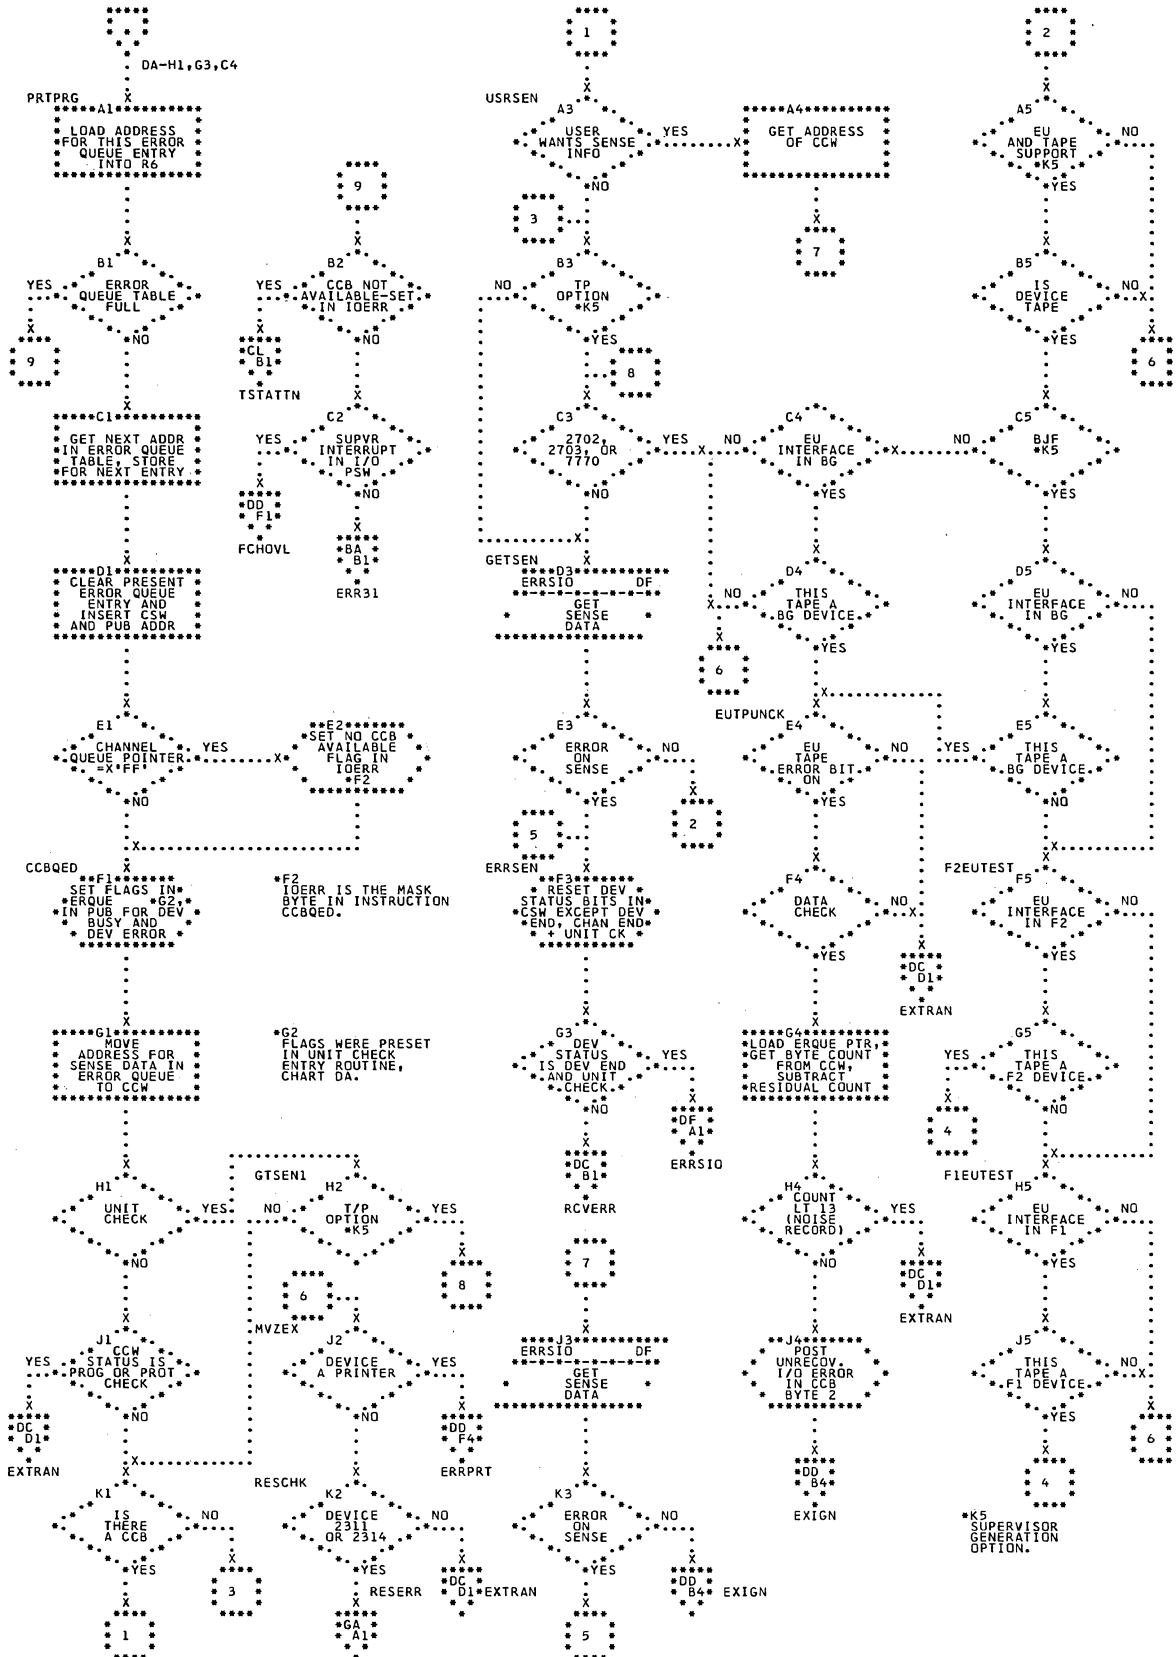 1
2
DA-H1,G3,C4
PRTPRG
A1
LOAD ADDRESS
FOR THIS ERROR
QUEUE ENTRY
INTO R6
USRSEN
A3
USER
WANTS SENSE
INFO
YES
NO
A4
GET ADDRESS
OF CCW
7
A5
EU
AND TAPE
SUPPORT
*K5
NO
YES
9
3
B1
ERROR
QUEUE TABLE
FULL
YES
NO
9
B2
CCB NOT
AVAILABLE-SET
IN IOERR
YES
NO
CL
B1
TSTATTN
B3
TP
OPTION
*K5
NO
YES
8
B5
IS
DEVICE
TAPE
NO
YES
6
C1
GET NEXT ADDR
IN ERROR QUEUE
TABLE, STORE
FOR NEXT ENTRY
C2
SUPVR
INTERRUPT
IN I/O
PSW
YES
NO
DD
F1
FCHOVL
BA
B1
ERR31
C3
2702,
2703, OR
7770
YES
NO
C4
EU
INTERFACE
IN BG
NO
YES
C5
BJF
*K5
NO
YES
D1
CLEAR PRESENT
ERROR QUEUE
ENTRY AND
INSERT CSW
AND PUB ADDR
GETSEN
D3
ERRSIO DF
GET
SENSE
DATA
D4
THIS
TAPE A
BG DEVICE
NO
YES
6
D5
EU
INTERFACE
IN BG
NO
YES
E1
CHANNEL
QUEUE POINTER
=X'FF'
YES
NO
E2
SET NO CCB
AVAILABLE
FLAG IN
IOERR
*F2
E3
ERROR
ON
SENSE
NO
YES
2
5
EUTPUNCK
E4
EU
TAPE
ERROR BIT
ON
NO
YES
E5
THIS
TAPE A
BG DEVICE
YES
NO
CCBQED
F1
SET FLAGS IN
ERQUE *G2,
IN PUB FOR DEV
BUSY AND
DEV ERROR
*F2
IOERR IS THE MASK
BYTE IN INSTRUCTION
CCBQED.
ERRSEN
F3
RESET DEV
STATUS BITS IN
CSW EXCEPT DEV
END, CHAN END
+ UNIT CK
F4
DATA
CHECK
NO
YES
DC
D1
EXTRAN
F2EUTEST
F5
EU
INTERFACE
IN F2
NO
YES
G1
MOVE
ADDRESS FOR
SENSE DATA IN
ERROR QUEUE
TO CCW
*G2
FLAGS WERE PRESET
IN UNIT CHECK
ENTRY ROUTINE,
CHART DA.
G3
DEV
STATUS
IS DEV END
AND UNIT
CHECK
YES
NO
DF
A1
ERRSIO
DC
B1
RCVERR
G4
LOAD ERQUE PTR,
GET BYTE COUNT
FROM CCW,
SUBTRACT
RESIDUAL COUNT
G5
THIS
TAPE A
F2 DEVICE
YES
NO
4
H1
UNIT
CHECK
YES
NO
GTSEN1
H2
T/P
OPTION
*K5
NO
YES
8
6
7
H4
COUNT
LT 13
(NOISE
RECORD)
YES
NO
DC
D1
EXTRAN
F1EUTEST
H5
EU
INTERFACE
IN F1
NO
YES
J1
CCW
STATUS IS
PROG OR PROT
CHECK
YES
NO
DC
D1
EXTRAN
MVZEX
J2
DEVICE
A PRINTER
YES
NO
DD
F4
ERRPRT
J3
ERRSIO DF
GET
SENSE
DATA
J4
POST
UNRECOV.
I/O ERROR
IN CCB
BYTE 2
DD
B4
EXIGN
J5
THIS
TAPE A
F1 DEVICE
NO
YES
6
4
K1
IS
THERE
A CCB
NO
YES
3
1
RESCHK
K2
DEVICE
2311
OR 2314
NO
YES
RESERR
GA
A1
DC
D1
EXTRAN
K3
ERROR
ON
SENSE
NO
YES
DD
B4
EXIGN
5
*K5
SUPERVISOR
GENERATION
OPTION.